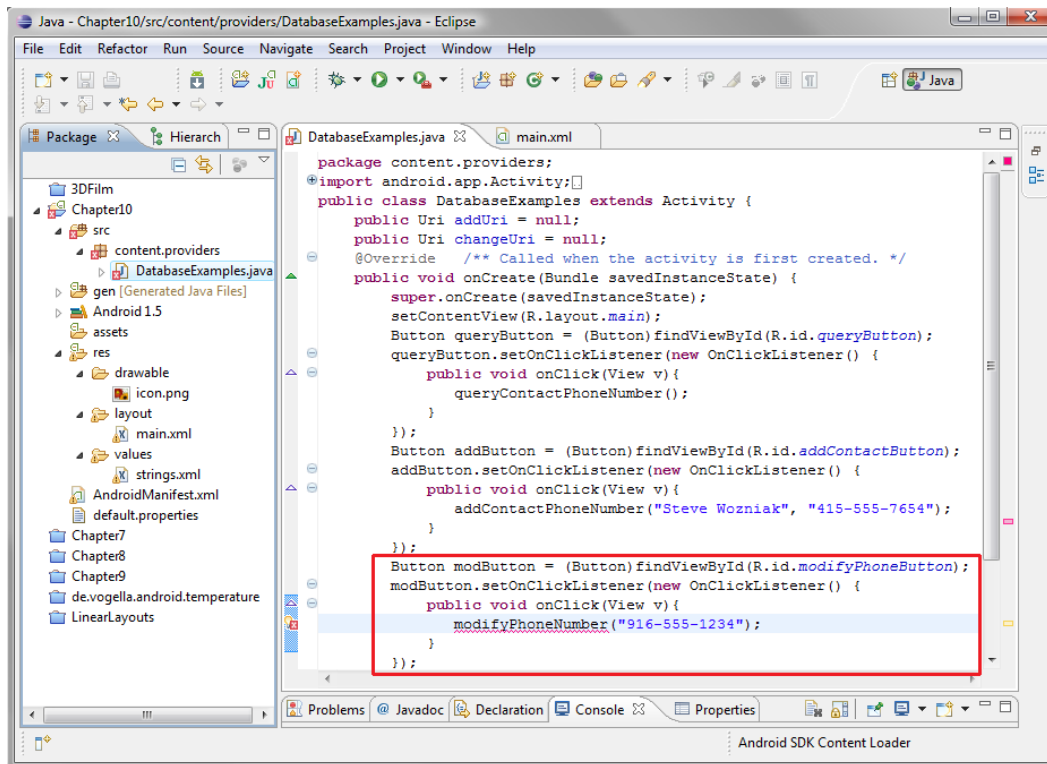 Java - Chapter10/src/content/providers/DatabaseExamples.java - Eclipse
File Edit Refactor Run Source Navigate Search Project Window Help
Java
Package Hierarch
3DFilm
Chapter10
src
content.providers
DatabaseExamples.java
gen [Generated Java Files]
Android 1.5
assets
res
drawable
icon.png
layout
main.xml
values
strings.xml
AndroidManifest.xml
default.properties
Chapter7
Chapter8
Chapter9
de.vogella.android.temperature
LinearLayouts
DatabaseExamples.java main.xml
package content.providers;
import android.app.Activity;
public class DatabaseExamples extends Activity {
public Uri addUri = null;
public Uri changeUri = null;
@Override /** Called when the activity is first created. */
public void onCreate(Bundle savedInstanceState) {
super.onCreate(savedInstanceState);
setContentView(R.layout.main);
Button queryButton = (Button)findViewById(R.id.queryButton);
queryButton.setOnClickListener(new OnClickListener() {
public void onClick(View v){
queryContactPhoneNumber();
}
});
Button addButton = (Button)findViewById(R.id.addContactButton);
addButton.setOnClickListener(new OnClickListener() {
public void onClick(View v){
addContactPhoneNumber("Steve Wozniak", "415-555-7654");
}
});
Button modButton = (Button)findViewById(R.id.modifyPhoneButton);
modButton.setOnClickListener(new OnClickListener() {
public void onClick(View v){
modifyPhoneNumber("916-555-1234");
}
});
Problems @ Javadoc Declaration Console Properties
Android SDK Content Loader